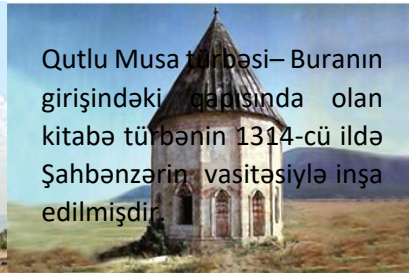 Qutlu Musa türbəsi– Buranın
girişindəki qapısında olan
kitabə türbənin 1314-cü ildə
Şahbənzərin vasitəsiylə inşa
edilmişdir.